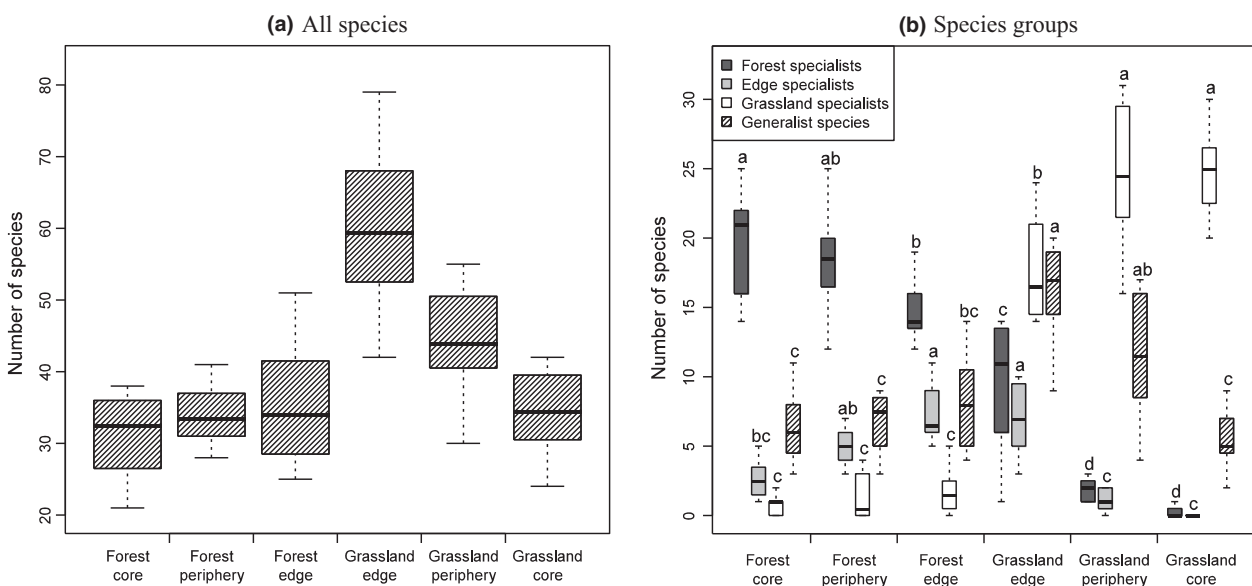 (a) All species
Number of species
80
70
60
50
40
30
20
Forest core
Forest periphery
Forest edge
Grassland edge
Grassland periphery
Grassland core
(b) Species groups
Forest specialists
Edge specialists
Grassland specialists
Generalist species
Number of species
30
25
20
15
10
5
0
a
bc
c
c
ab
ab
c
c
b
a
c
bc
c
a
b
a
d
c
a
ab
d
c
a
c
Forest core
Forest periphery
Forest edge
Grassland edge
Grassland periphery
Grassland core